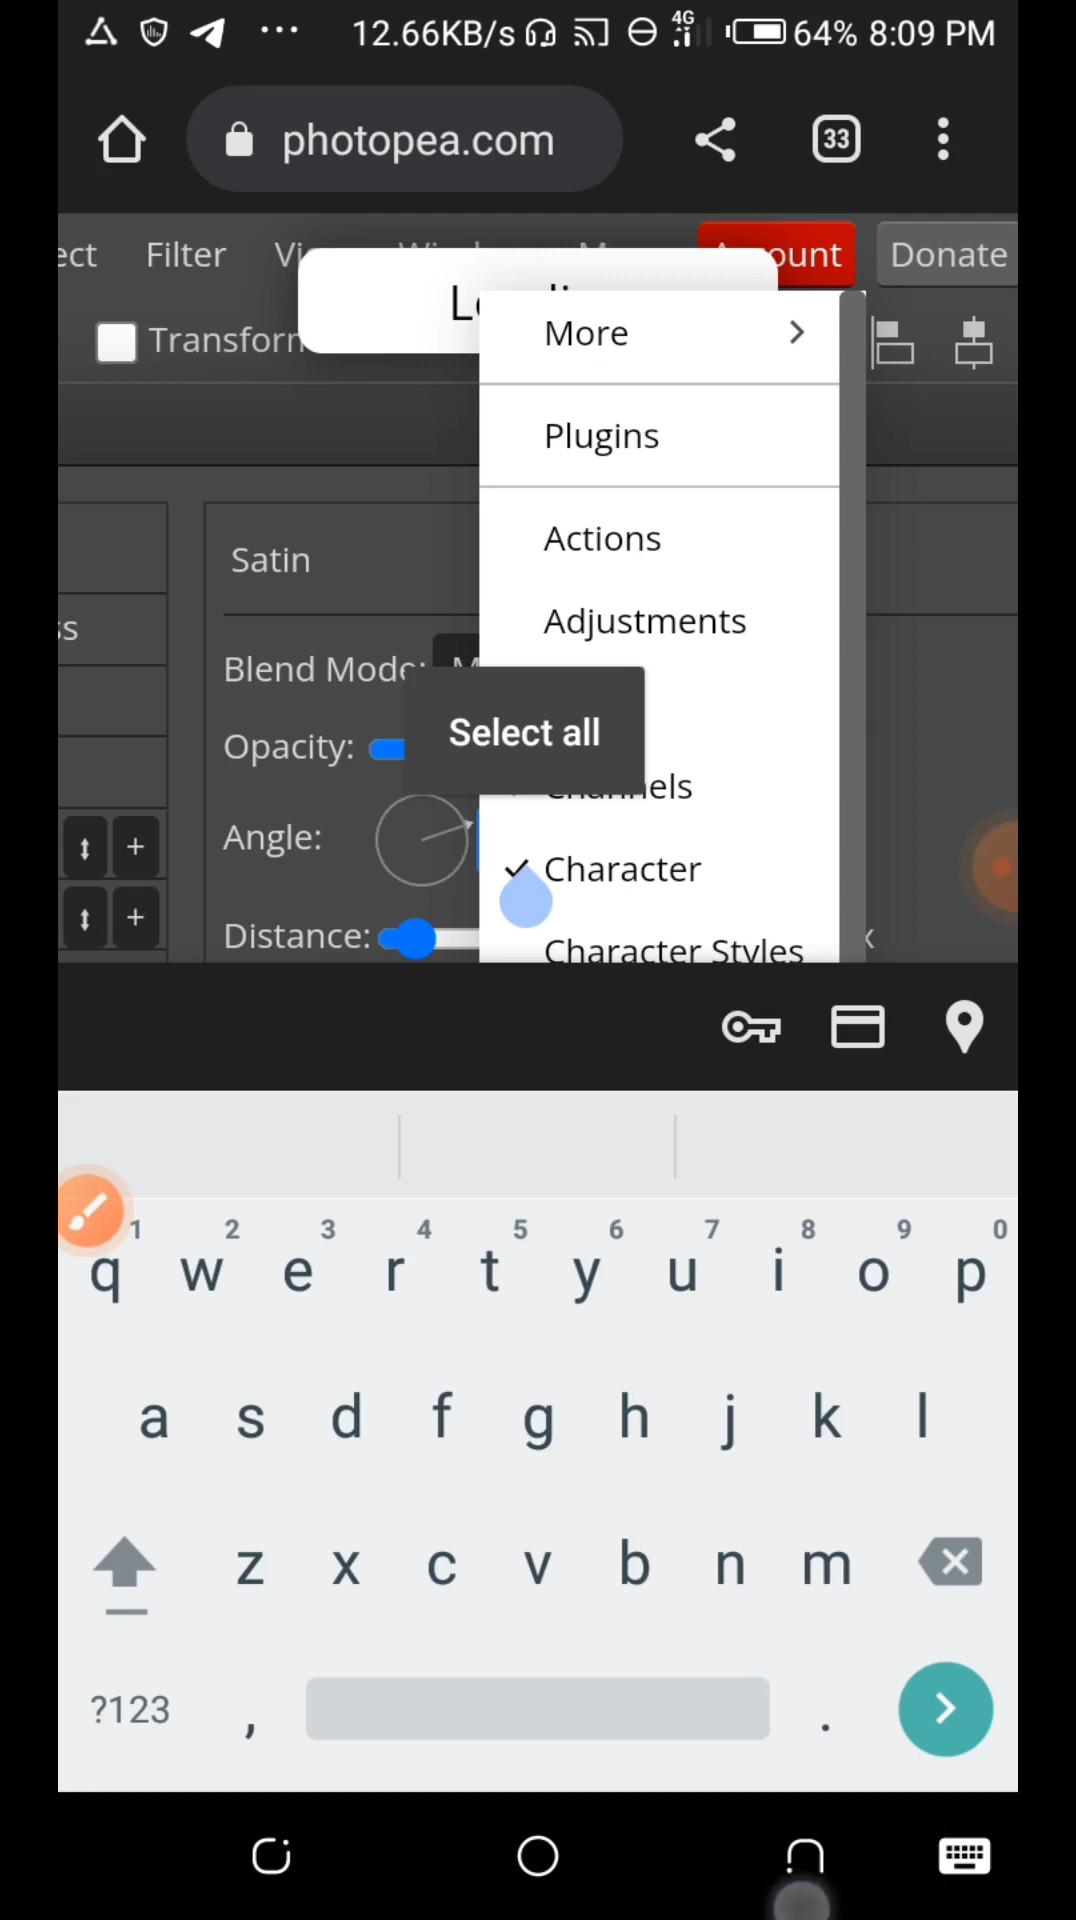 12.66KB/s 4G 64% 8:09 PM
photopea.com 33
ect Filter Account Donate
Transform
More
Plugins
Actions
Satin
Adjustments
Blend Mode:
Select all
Opacity:
Channels
Angle:
Character
Distance:
Character Styles
x
1 2 3 4 5 6 7 8 9 0
q w e r t y u i o p
a s d f g h j k l
z x c v b n m
?123 , .